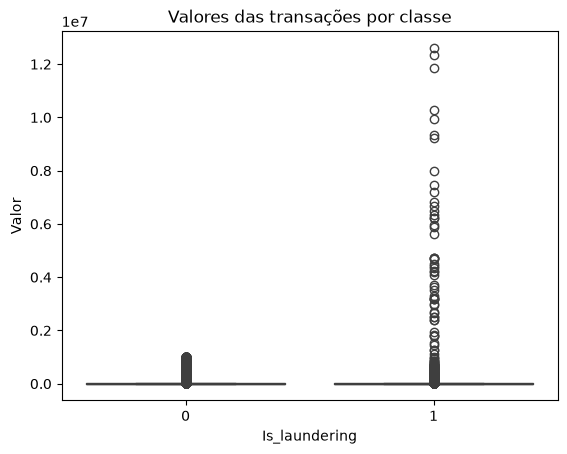 Valores das transações por classe
1e7
1.2
1.0
0.8
0.6
0.4
0.2
0.0
Valor
0 1
Is_laundering